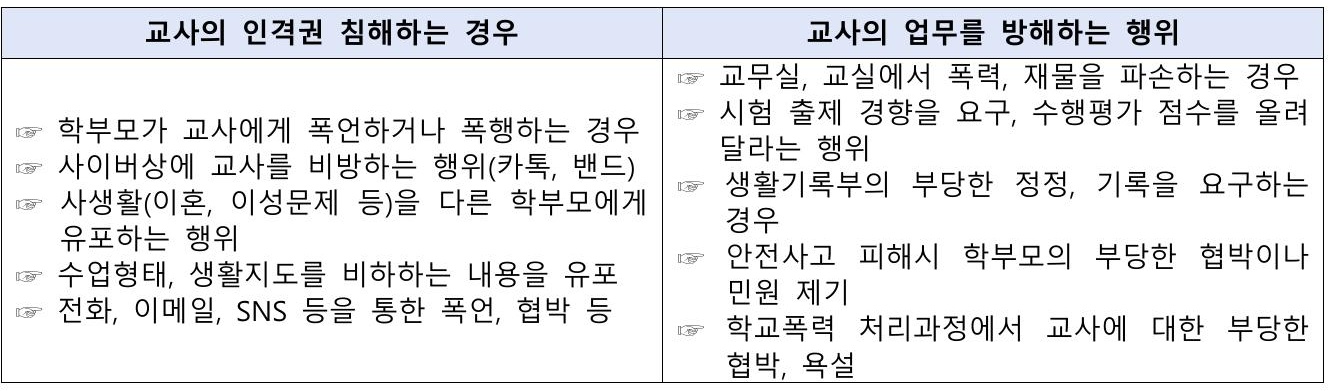 교사의 인격권 침해하는 경우
☞ 학부모가 교사에게 폭언하거나 폭행하는 경우
☞ 사이버상에 교사를 비방하는 행위(카톡, 밴드)
☞ 사생활(이혼, 이성문제 등)을 다른 학부모에게
유포하는 행위
☞ 수업형태, 생활지도를 비하하는 내용을 유포
☞ 전화, 이메일, SNS 등을 통한 폭언, 협박 등
교사의 업무를 방해하는 행위
☞ 교무실, 교실에서 폭력, 재물을 파손하는 경우
☞ 시험 출제 경향을 요구, 수행평가 점수를 올려
달라는 행위
☞ 생활기록부의 부당한 정정, 기록을 요구하는
경우
☞ 안전사고 피해시 학부모의 부당한 협박이나
민원 제기
☞ 학교폭력 처리과정에서 교사에 대한 부당한
협박, 욕설